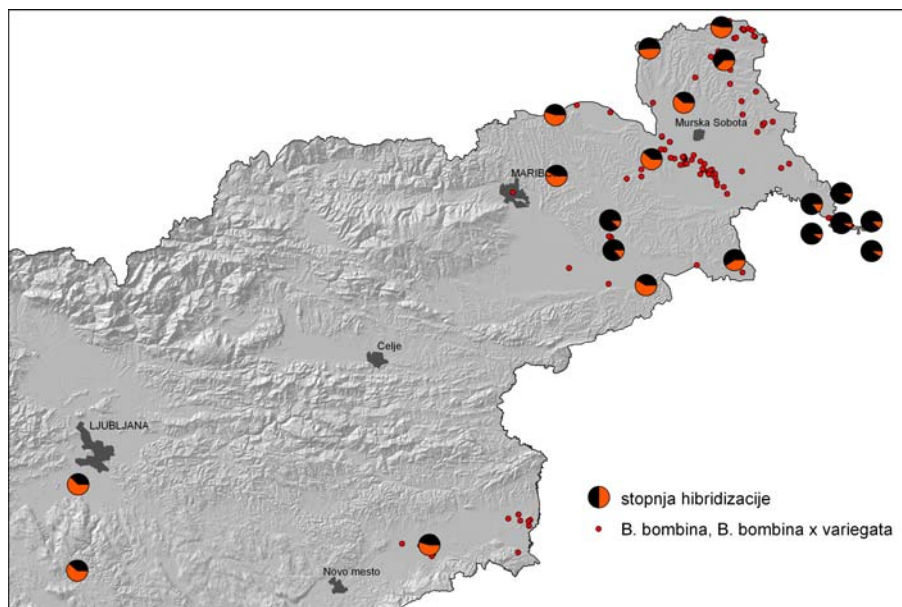 Murska Sobota
MARIBOR
Celje
LJUBLJANA
Novo mesto
stopnja hibridizacije
B. bombina, B. bombina x variegata